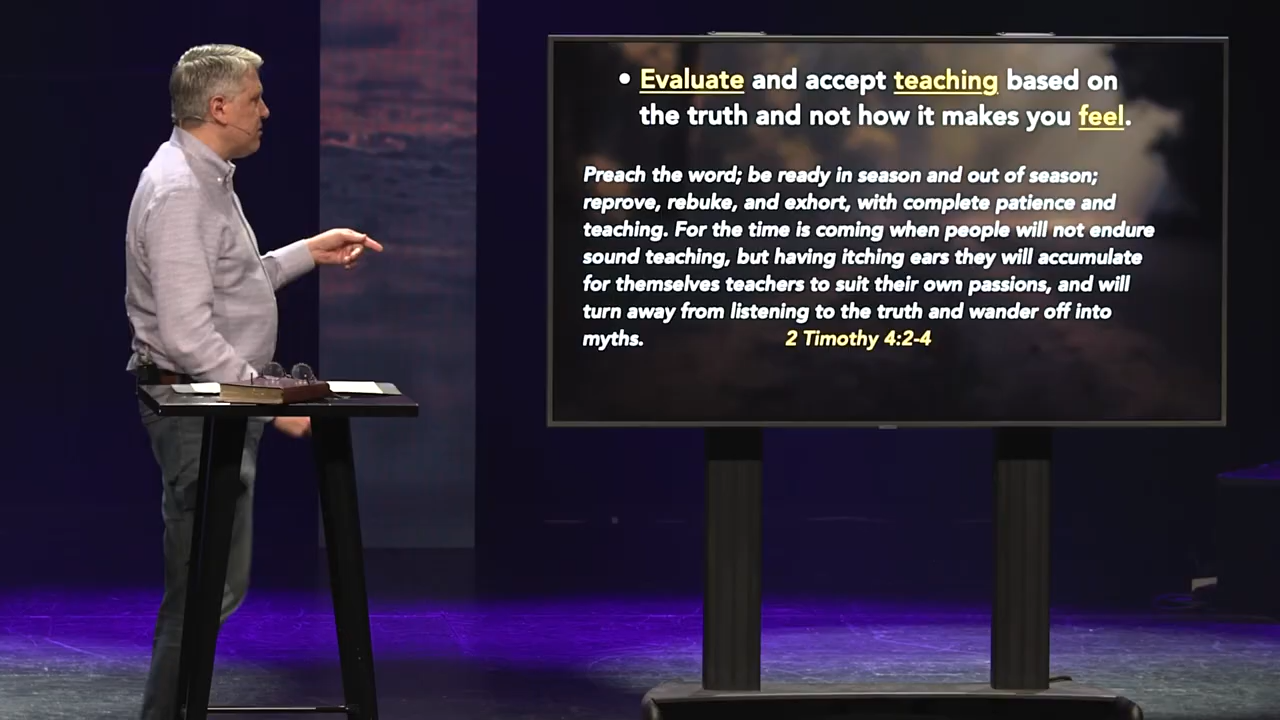 • Evaluate and accept teaching based on
the truth and not how it makes you feel.
Preach the word; be ready in season and out of season;
reprove, rebuke, and exhort, with complete patience and
teaching. For the time is coming when people will not endure
sound teaching, but having itching ears they will accumulate
for themselves teachers to suit their own passions, and will
turn away from listening to the truth and wander off into
myths. 2 Timothy 4:2-4